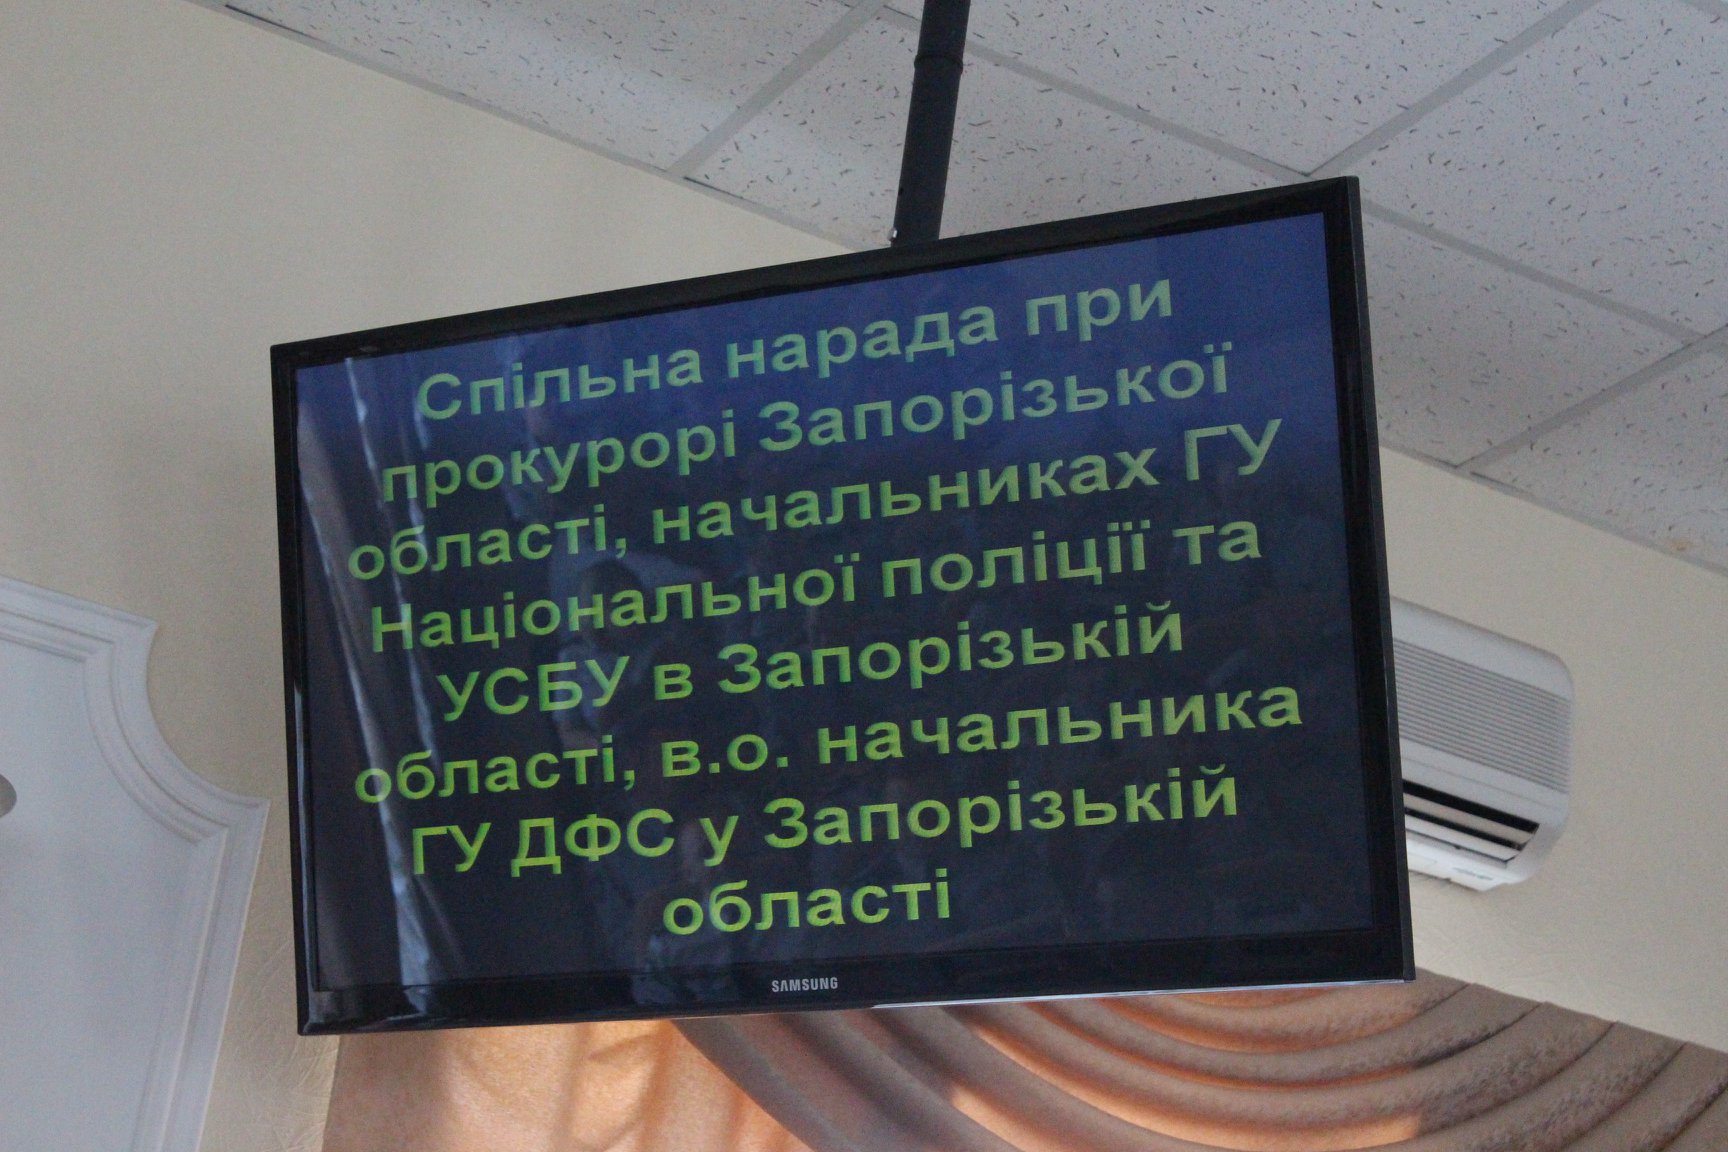 Спільна нарада при
прокурорі Запорізької
області, начальниках ГУ
Національної поліції та
УСБУ в Запорізькій
області, в.о. начальника
ГУ ДФС у Запорізькій
області
SAMSUNG